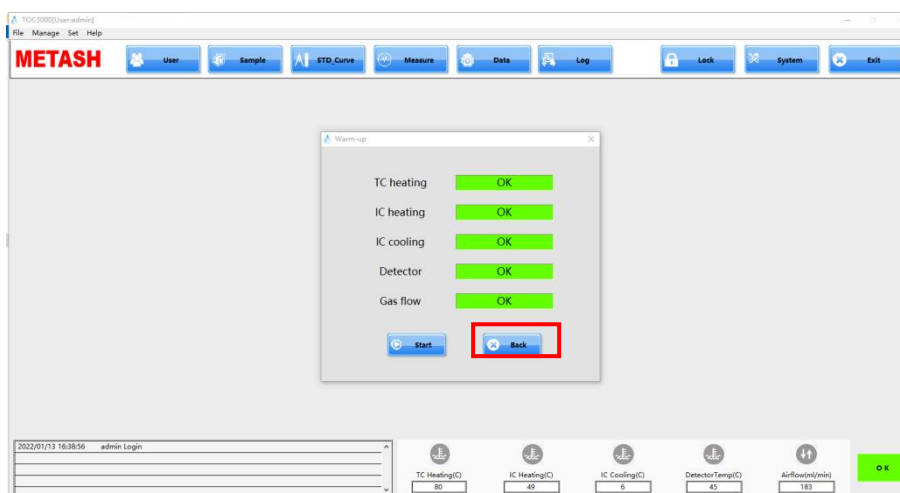 TOC3000[User:admin]
File Manage Set Help
METASH User Sample STD_Curve Measure Data Log Lock System Exit
Warm-up
TC heating OK
IC heating OK
IC cooling OK
Detector OK
Gas flow OK
Start Back
2022/01/13 16:38:56 admin Login
TC Heating(C) IC Heating(C) IC Cooling(C) DetectorTemp(C) Airflow(ml/min)
80 49 6 45 183
OK